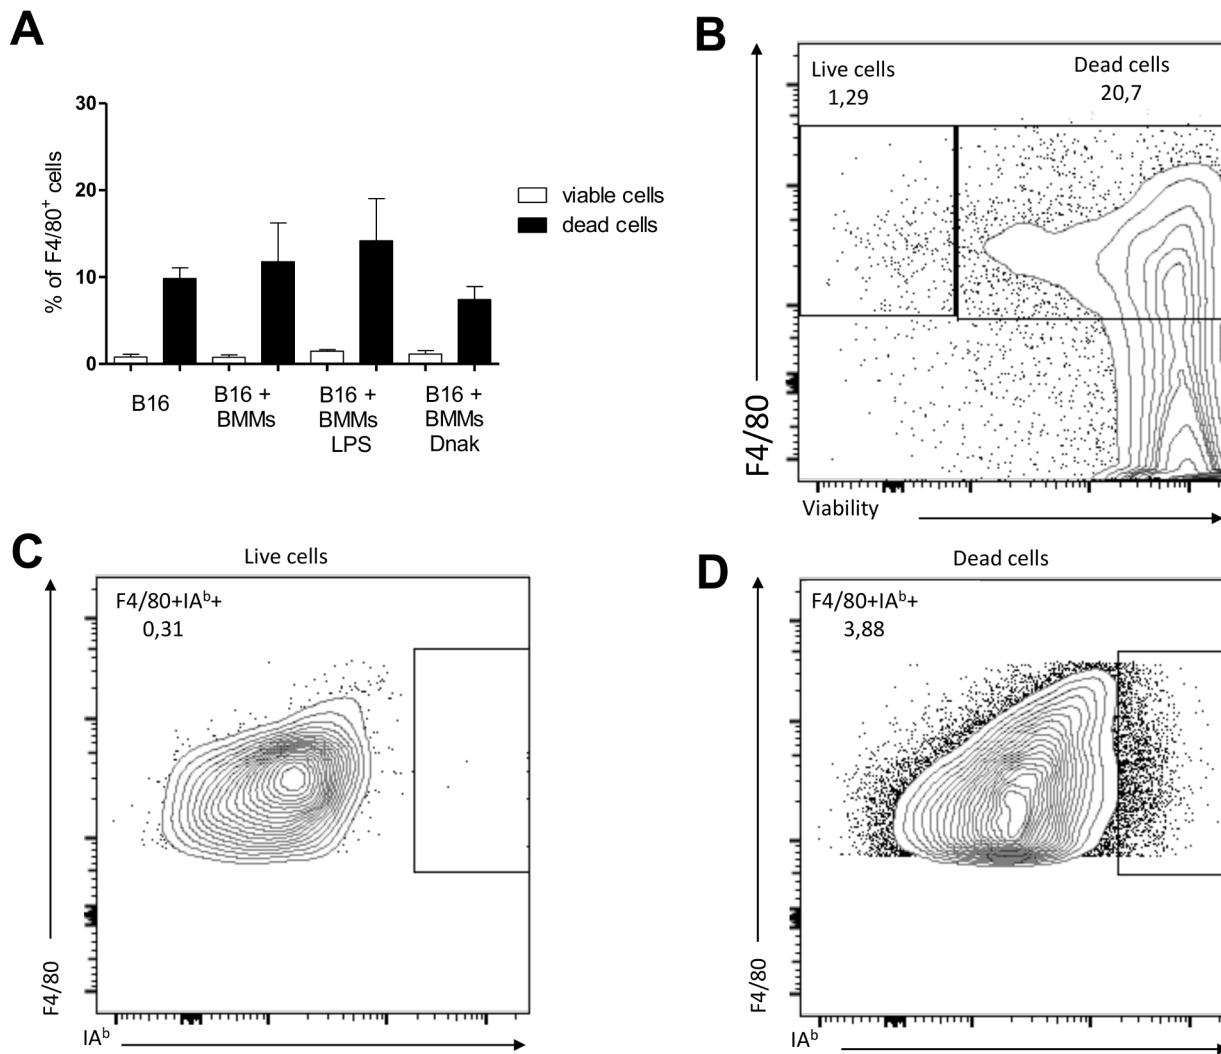 A
30
20
10
0
% of F4/80⁺ cells
viable cells
dead cells
B16
B16 +
BMMs
B16 +
BMMs
LPS
B16 +
BMMs
Dnak
B
Live cells
1,29
Dead cells
20,7
F4/80
Viability
C
Live cells
F4/80+IAᵇ+
0,31
F4/80
IAᵇ
D
Dead cells
F4/80+IAᵇ+
3,88
F4/80
IAᵇ